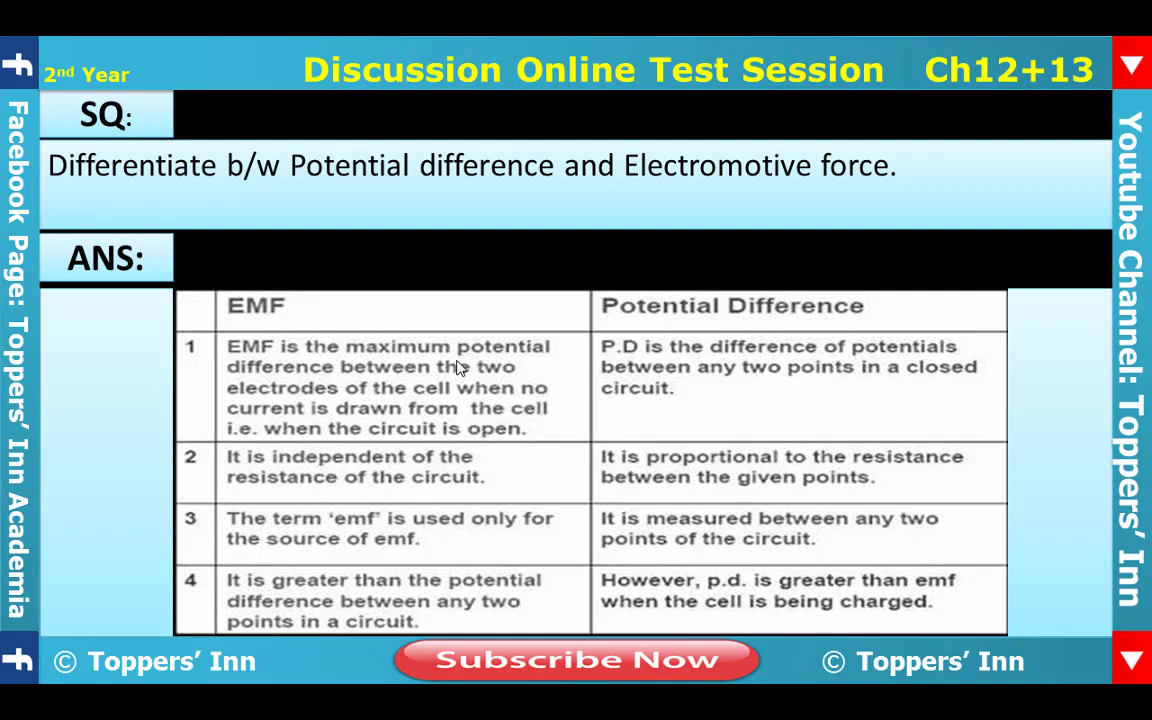 2nd Year
Discussion Online Test Session Ch12+13
SQ:
Differentiate b/w Potential difference and Electromotive force.
ANS:
EMF
Potential Difference
1
EMF is the maximum potential
difference between the two
electrodes of the cell when no
current is drawn from the cell
i.e. when the circuit is open.
P.D is the difference of potentials
between any two points in a closed
circuit.
2
It is independent of the
resistance of the circuit.
It is proportional to the resistance
between the given points.
3
The term ‘emf’ is used only for
the source of emf.
It is measured between any two
points of the circuit.
4
It is greater than the potential
difference between any two
points in a circuit.
However, p.d. is greater than emf
when the cell is being charged.
© Toppers’ Inn
Subscribe Now
© Toppers’ Inn
Facebook Page: Toppers’ Inn Academia
Youtube Channel: Toppers’ Inn